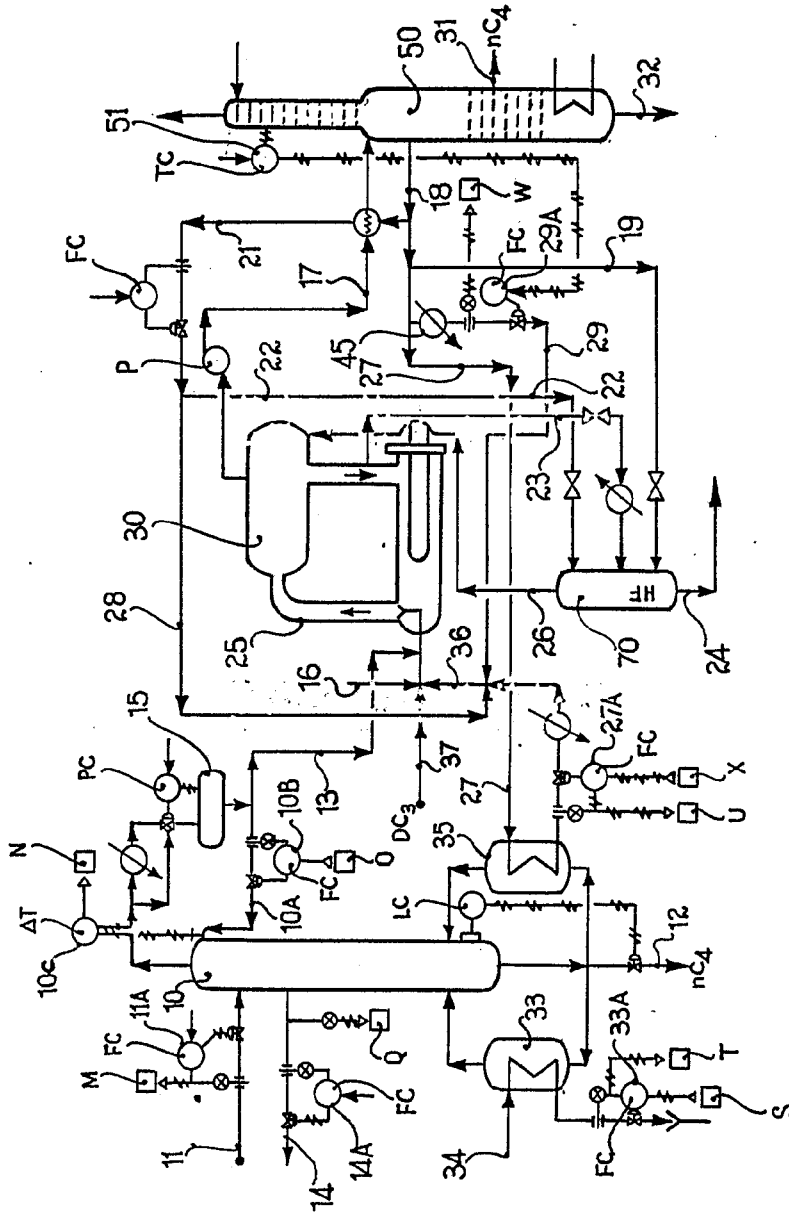 51
TC
31
nC4
50
32
FC
21
18
W
17
P
FC
29A
19
45
27
29
22
22
23
30
28
25
26
HF
70
24
16
36
15
PC
13
37
DC3
27
27A
FC
X
U
N
ΔT
10c
10B
FC
O
10A
35
LC
10
12
nC4
11A
FC
M
Q
33
33A
T
11
14
14A
FC
34
FC
S